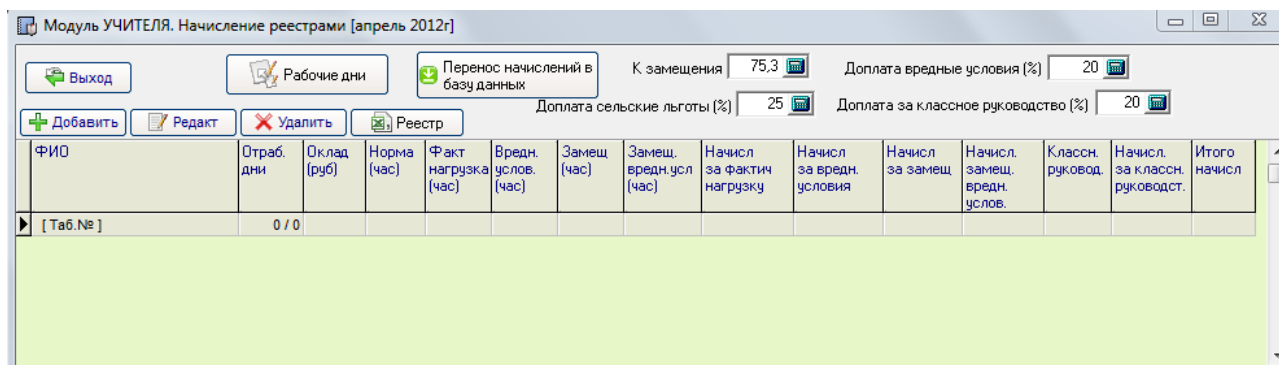 Модуль УЧИТЕЛЯ. Начисление реестрами [апрель 2012г]
Выход
Рабочие дни
Перенос начислений в
базу данных
К замещения 75,3
Доплата вредные условия (%) 20
Доплата сельские льготы (%) 25
Доплата за классное руководство (%) 20
Добавить
Редакт
Удалить
Реестр
ФИО
Отраб.
дни
Оклад
(руб)
Норма
(час)
Факт
нагрузка
(час)
Вредн.
услов.
(час)
Замещ
(час)
Замещ.
вредн.усл
(час)
Начисл
за фактич
нагрузку
Начисл
за вредн.
условия
Начисл
за замещ
Начисл.
замещ.
вредн.
услов.
Классн.
руковод.
Начисл.
за классн.
руководст.
Итого
начисл
[ Таб.№ ]
0 / 0